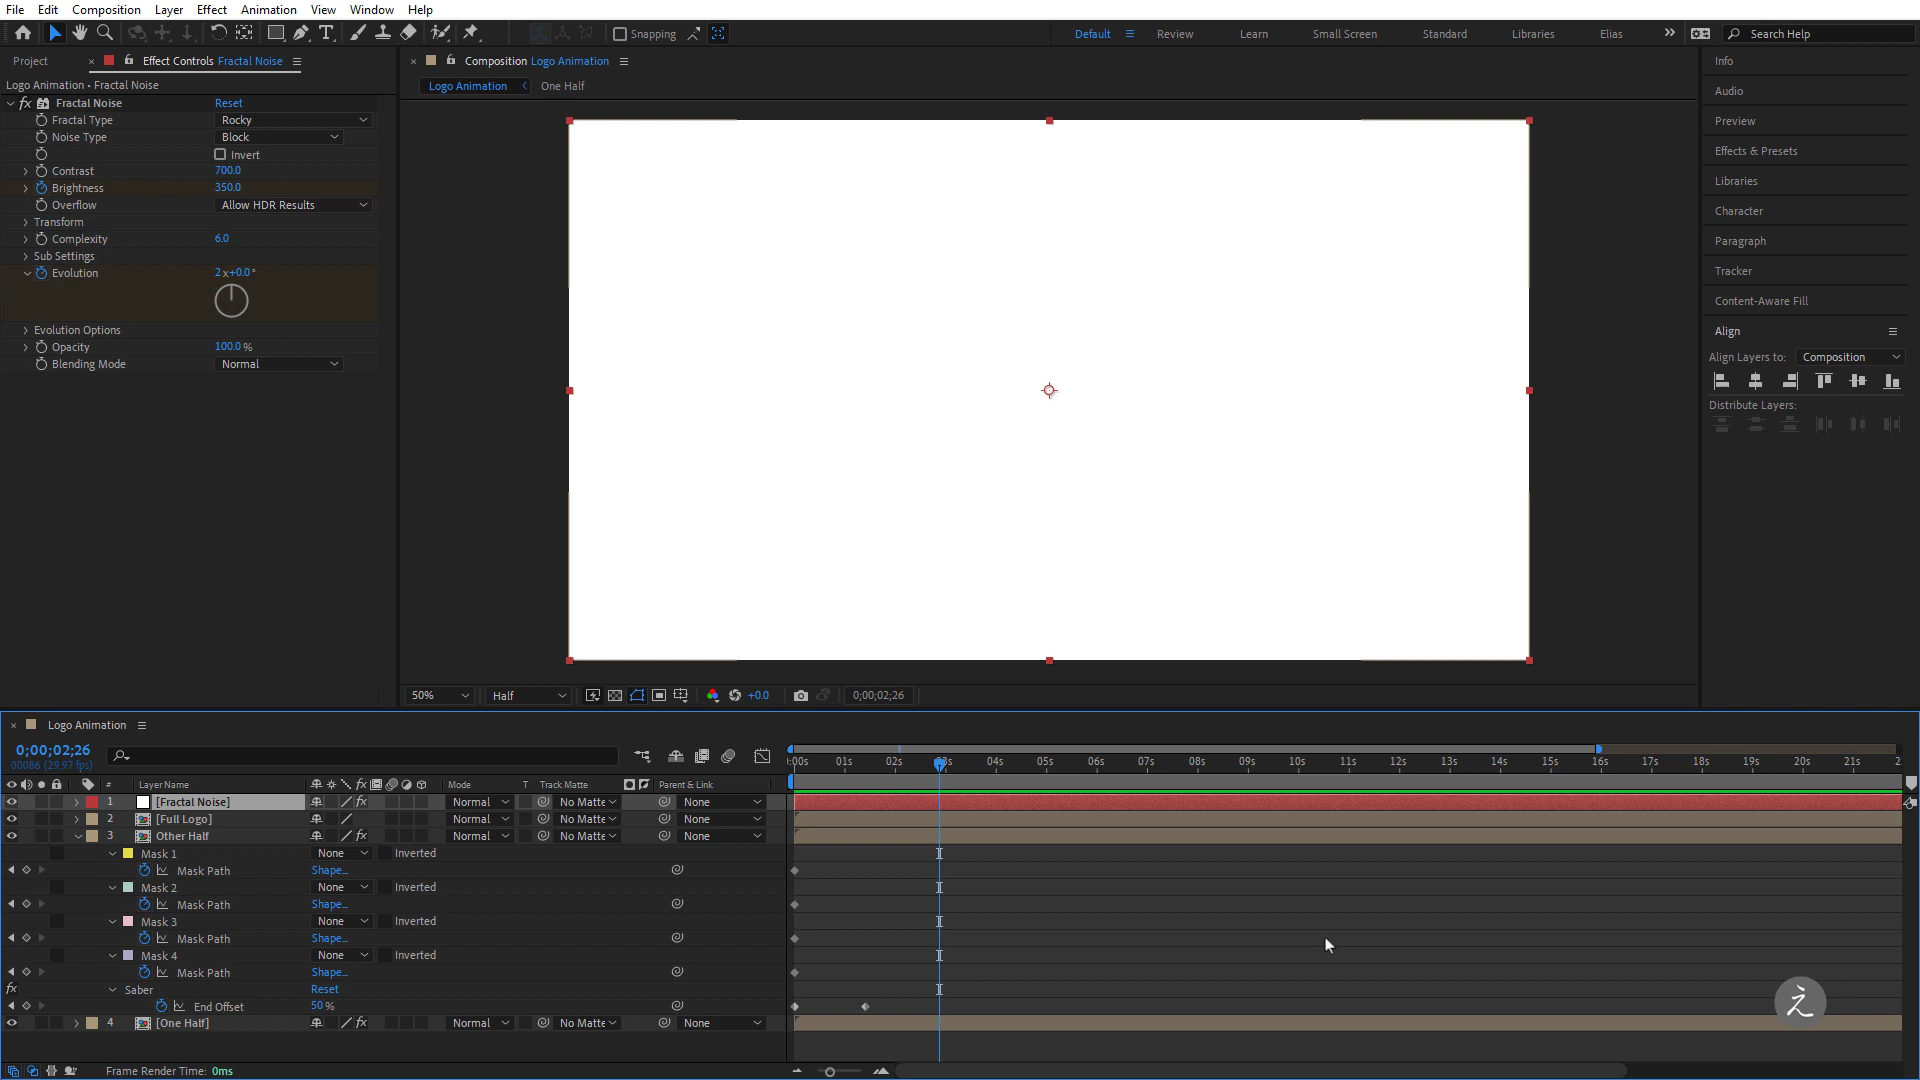 File Edit Composition Layer Effect Animation View Window Help
Snapping Default Review Learn Small Screen Standard Libraries Elias Search Help
Project Effect Controls Fractal Noise
Logo Animation • Fractal Noise
Fractal Noise Reset
Fractal Type Rocky
Noise Type Block
Invert
Contrast 700.0
Brightness 350.0
Overflow Allow HDR Results
Transform
Complexity 6.0
Sub Settings
Evolution 2 x+0.0 °
Evolution Options
Opacity 100.0 %
Blending Mode Normal
Composition Logo Animation
Logo Animation One Half
50% Half +0.0 0;00;02;26
Info
Audio
Preview
Effects & Presets
Libraries
Character
Paragraph
Tracker
Content-Aware Fill
Align
Align Layers to: Composition
Distribute Layers:
Logo Animation
0;00;02;26
00086 (29.97 fps)
:00s 01s 02s 03s 04s 05s 06s 07s 08s 09s 10s 11s 12s 13s 14s 15s 16s 17s 18s 19s 20s 21s 2
# Layer Name fx Mode T Track Matte Parent & Link
1 [Fractal Noise] fx Normal No Matte None
2 [Full Logo] Normal No Matte None
3 Other Half fx Normal No Matte None
Mask 1 None Inverted
Mask Path Shape...
Mask 2 None Inverted
Mask Path Shape...
Mask 3 None Inverted
Mask Path Shape...
Mask 4 None Inverted
Mask Path Shape...
fx Saber Reset
End Offset 50 %
4 [One Half] fx Normal No Matte None
Frame Render Time: 0ms